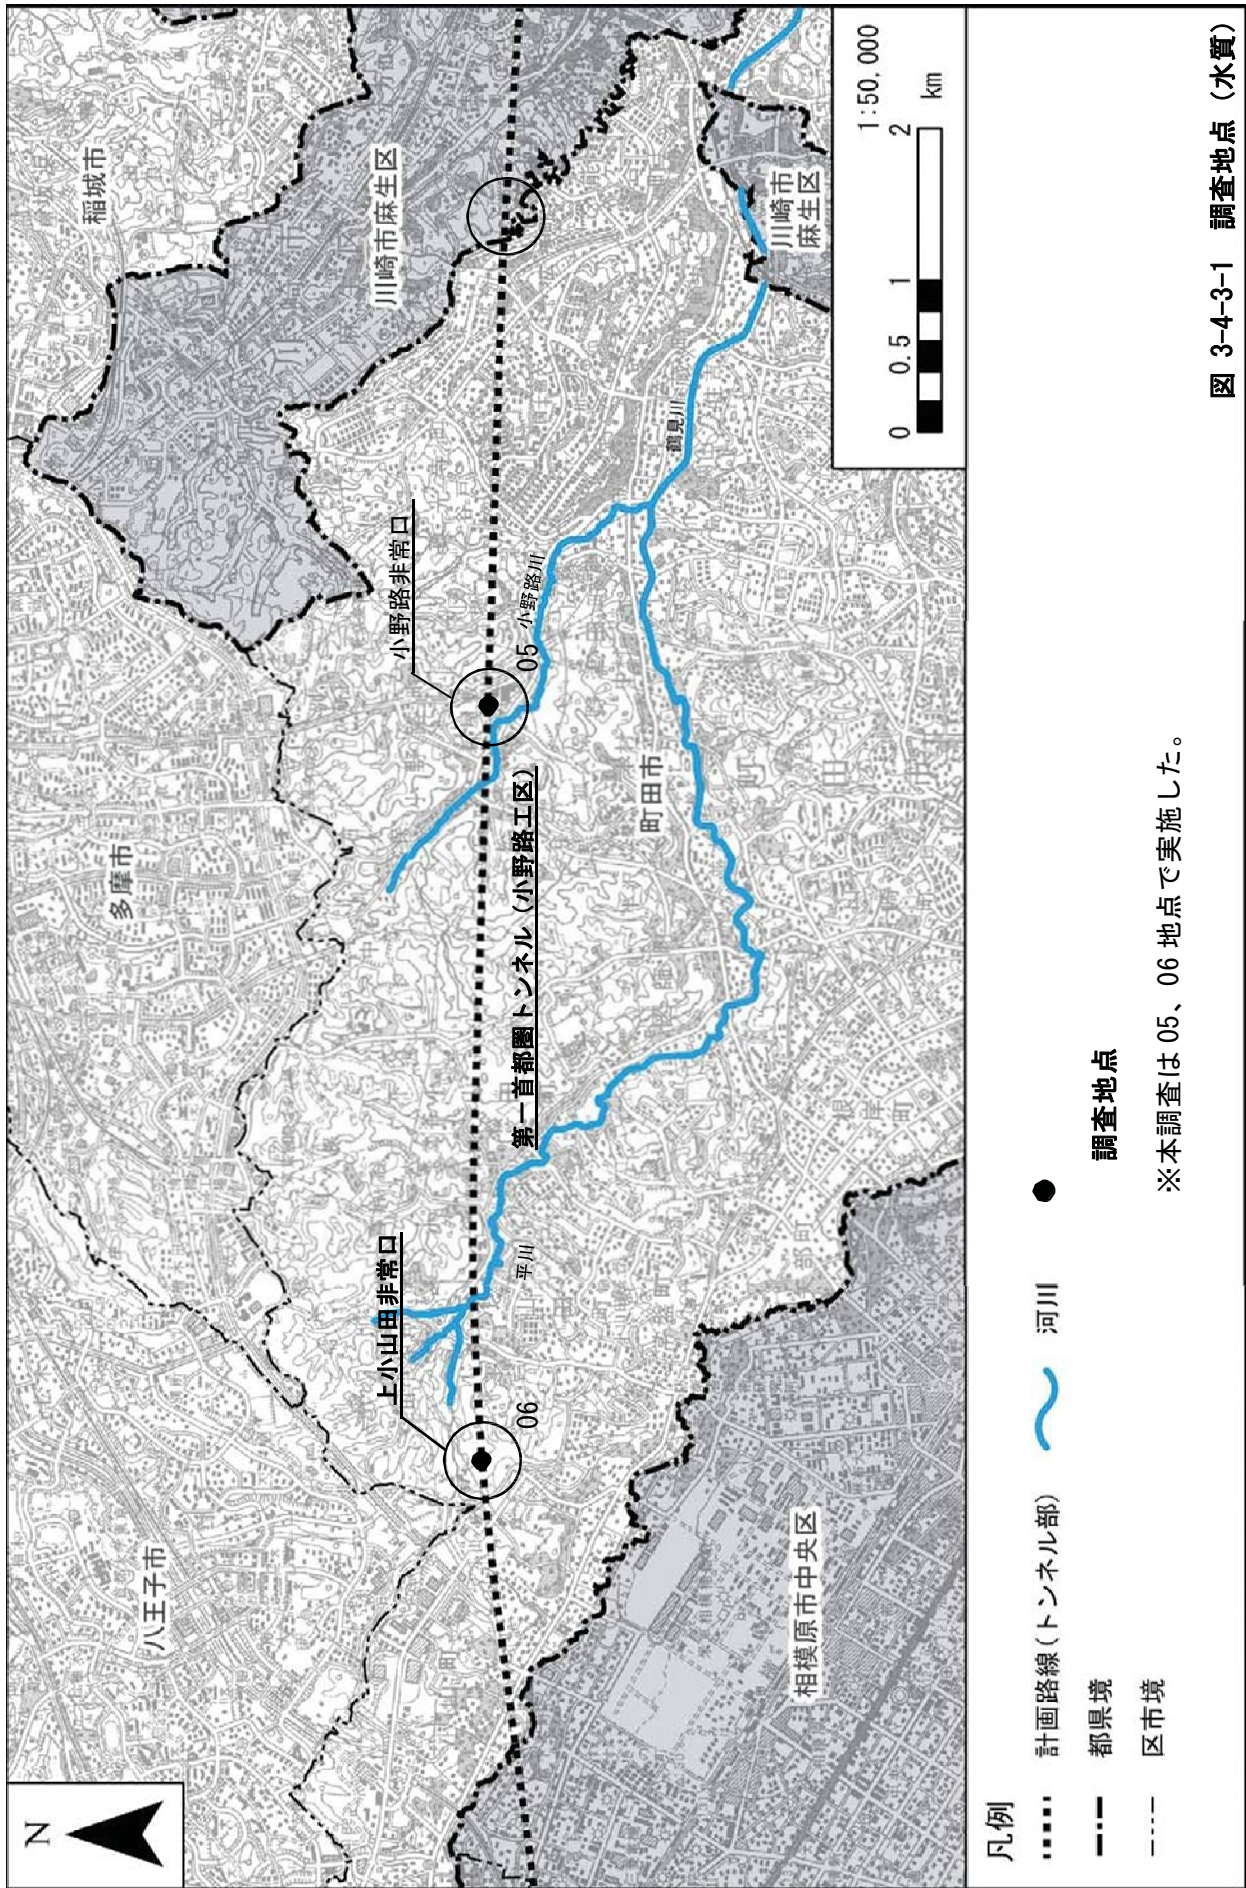 N
八王子市
多摩市
稲城市
川崎市麻生区
上小山田非常口
06
平川
第一首都圏トンネル（小野路工区）
小野路非常口
05
小野路川
町田市
鶴見川
川崎市
麻生区
相模原市中央区
1:50,000
0 0.5 1 2
km
凡例
計画路線（トンネル部）
都県境
区市境
河川
調査地点
※本調査は 05、06 地点で実施した。
図 3-4-3-1 調査地点（水質）